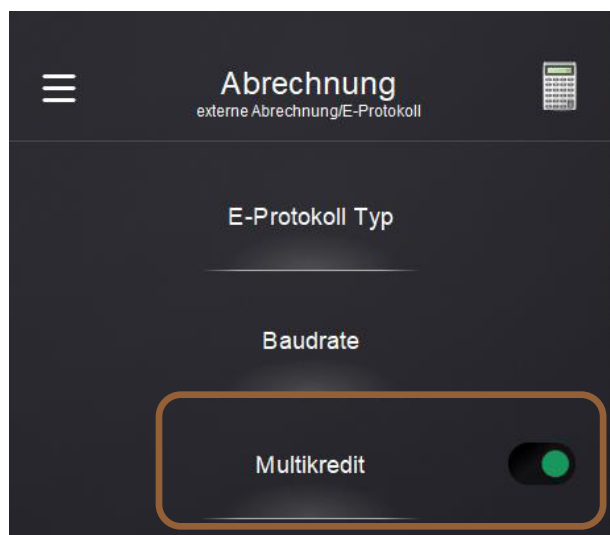 Abrechnung
externe Abrechnung/E-Protokoll
E-Protokoll Typ
Baudrate
Multikredit